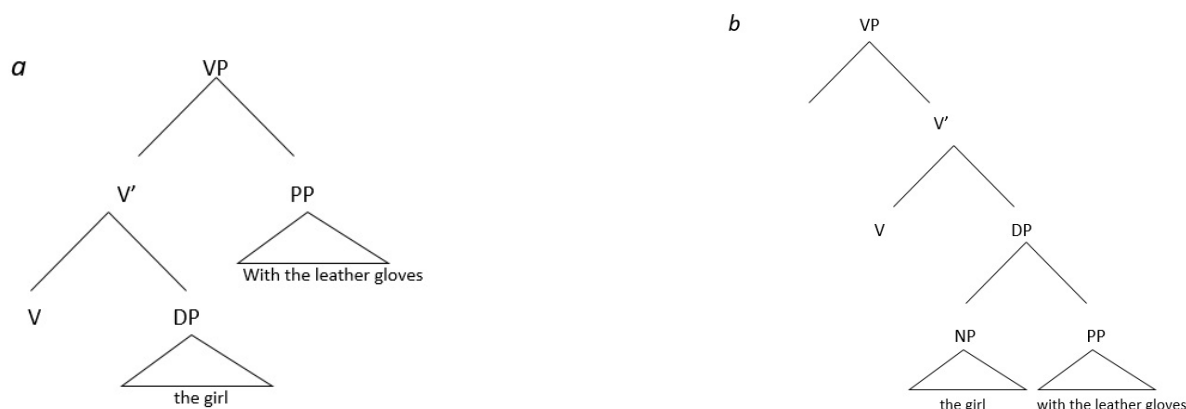 a
VP
V’
PP
With the leather gloves
V
DP
the girl
b
VP
V’
V
DP
NP
PP
the girl
with the leather gloves